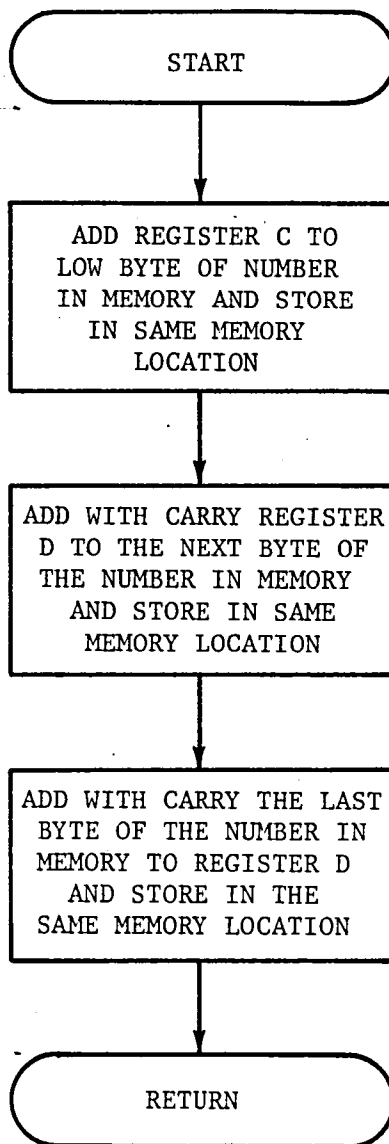 START
ADD REGISTER C TO
LOW BYTE OF NUMBER
IN MEMORY AND STORE
IN SAME MEMORY
LOCATION
ADD WITH CARRY REGISTER
D TO THE NEXT BYTE OF
THE NUMBER IN MEMORY
AND STORE IN SAME
MEMORY LOCATION
ADD WITH CARRY THE LAST
BYTE OF THE NUMBER IN
MEMORY TO REGISTER D
AND STORE IN THE
SAME MEMORY LOCATION
RETURN